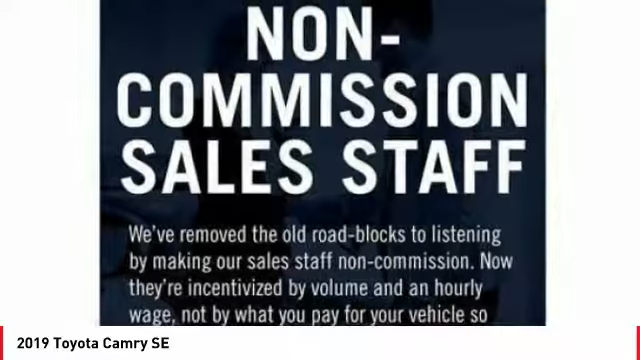 NON-
COMMISSION
SALES STAFF
We've removed the old road-blocks to listening
by making our sales staff non-commission. Now
they're incentivized by volume and an hourly
wage, not by what you pay for your vehicle so
2019 Toyota Camry SE